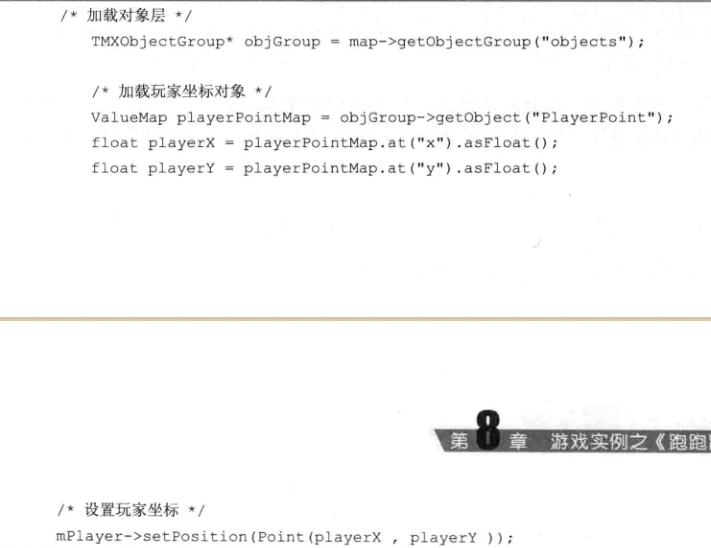 /* 加载对象层 */
TMXObjectGroup* objGroup = map->getObjectGroup("objects");
/* 加载玩家坐标对象 */
ValueMap playerPointMap = objGroup->getObject("PlayerPoint");
float playerX = playerPointMap.at("x").asFloat();
float playerY = playerPointMap.at("y").asFloat();
第 8 章 游戏实例之《跑跑
/* 设置玩家坐标 */
mPlayer->setPosition(Point(playerX , playerY ));